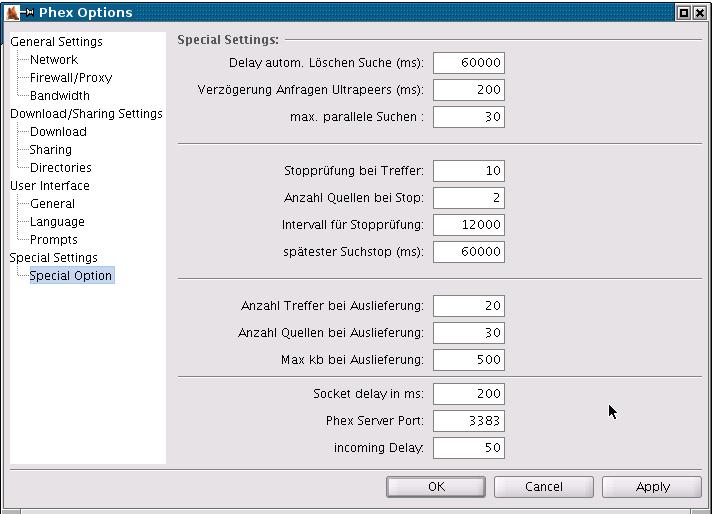 Phex Options
General Settings
Network
Firewall/Proxy
Bandwidth
Download/Sharing Settings
Download
Sharing
Directories
User Interface
General
Language
Prompts
Special Settings
Special Option
Special Settings:
Delay autom. Löschen Suche (ms): 60000
Verzögerung Anfragen Ultrapeers (ms): 200
max. parallele Suchen : 30
Stopprüfung bei Treffer: 10
Anzahl Quellen bei Stop: 2
Intervall für Stopprüfung: 12000
spätester Suchstop (ms): 60000
Anzahl Treffer bei Auslieferung: 20
Anzahl Quellen bei Auslieferung: 30
Max kb bei Auslieferung: 500
Socket delay in ms: 200
Phex Server Port: 3383
incoming Delay: 50
OK Cancel Apply